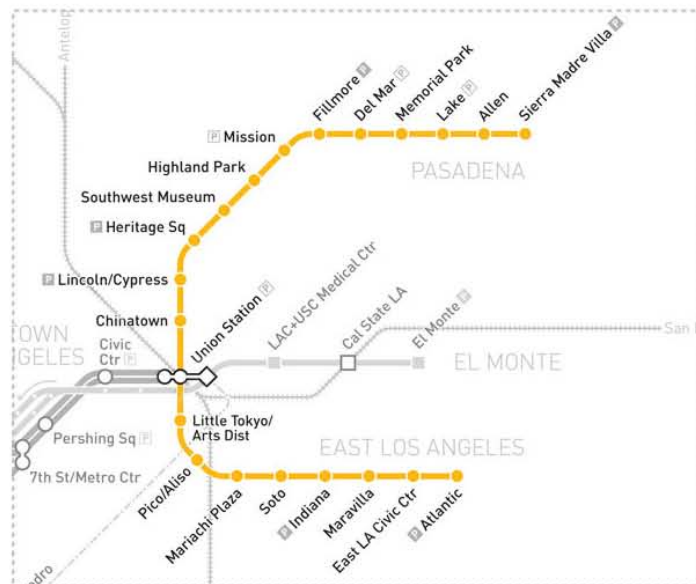 Antelop
Fillmore P
Del Mar P
Memorial Park
Lake P
Allen
Sierra Madre Villa P
P Mission
Highland Park
PASADENA
Southwest Museum
P Heritage Sq
P Lincoln/Cypress
Union Station P
LAC+USC Medical Ctr
Cal State LA
El Monte P
Chinatown
San
TOWN
NGELES
Civic
Ctr P
EL MONTE
Little Tokyo/
Arts Dist
Pershing Sq P
EAST LOS ANGELES
7th St/Metro Ctr
Pico/Aliso
Mariachi Plaza
Soto
P Indiana
Maravilla
East LA Civic Ctr
P Atlantic
dro